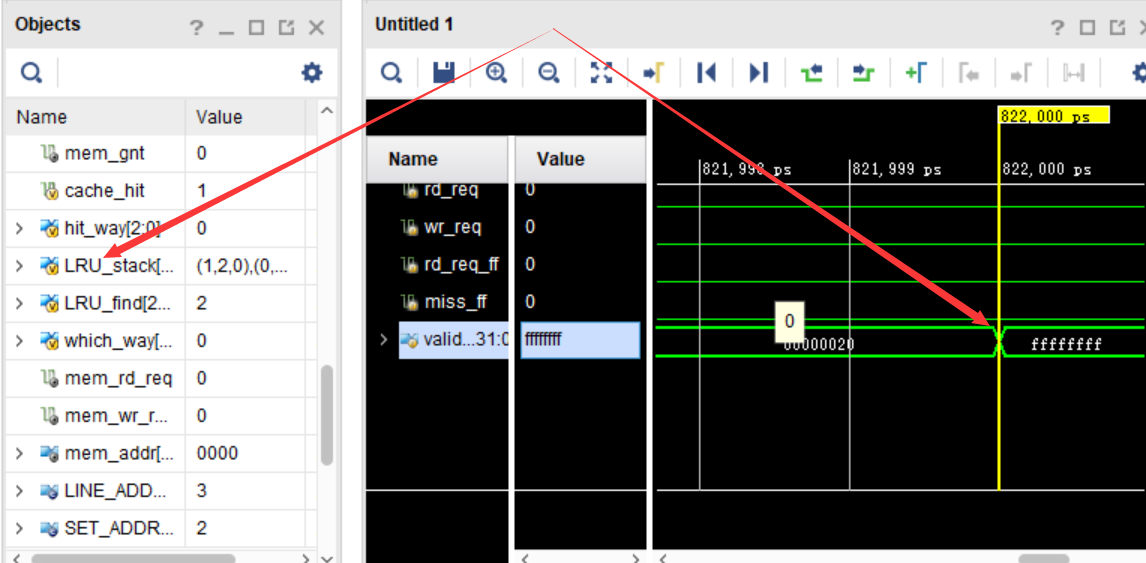 Objects
Name Value
mem_gnt 0
cache_hit 1
hit_way[2:0] 0
LRU_stack[... (1,2,0),(0,...
LRU_find[2... 2
which_way[... 0
mem_rd_req 0
mem_wr_r... 0
mem_addr[... 0000
LINE_ADD... 3
SET_ADDR... 2
Untitled 1
Name Value
rd_req 0
wr_req 0
rd_req_ff 0
miss_ff 0
valid...31:0 ffffffff
822,000 ps
821,998 ps 821,999 ps 822,000 ps
0
00000020 ffffffff